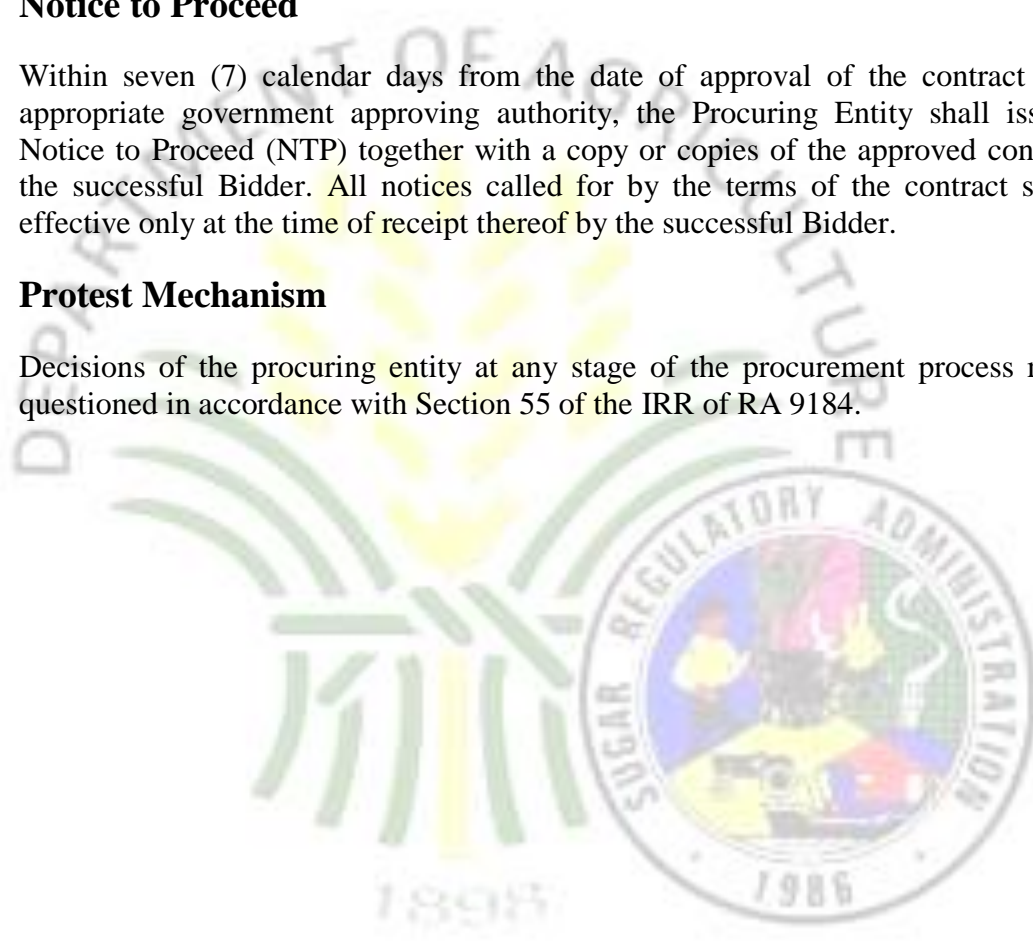 Notice to Proceed
Within seven (7) calendar days from the date of approval of the contract
appropriate government approving authority, the Procuring Entity shall iss
Notice to Proceed (NTP) together with a copy or copies of the approved con
the successful Bidder. All notices called for by the terms of the contract s
effective only at the time of receipt thereof by the successful Bidder.
Protest Mechanism
Decisions of the procuring entity at any stage of the procurement process
questioned in accordance with Section 55 of the IRR of RA 9184.
DEPARTMENT OF AGRICULTURE
1898
SUGAR REGULATORY ADMINISTRATION
1986